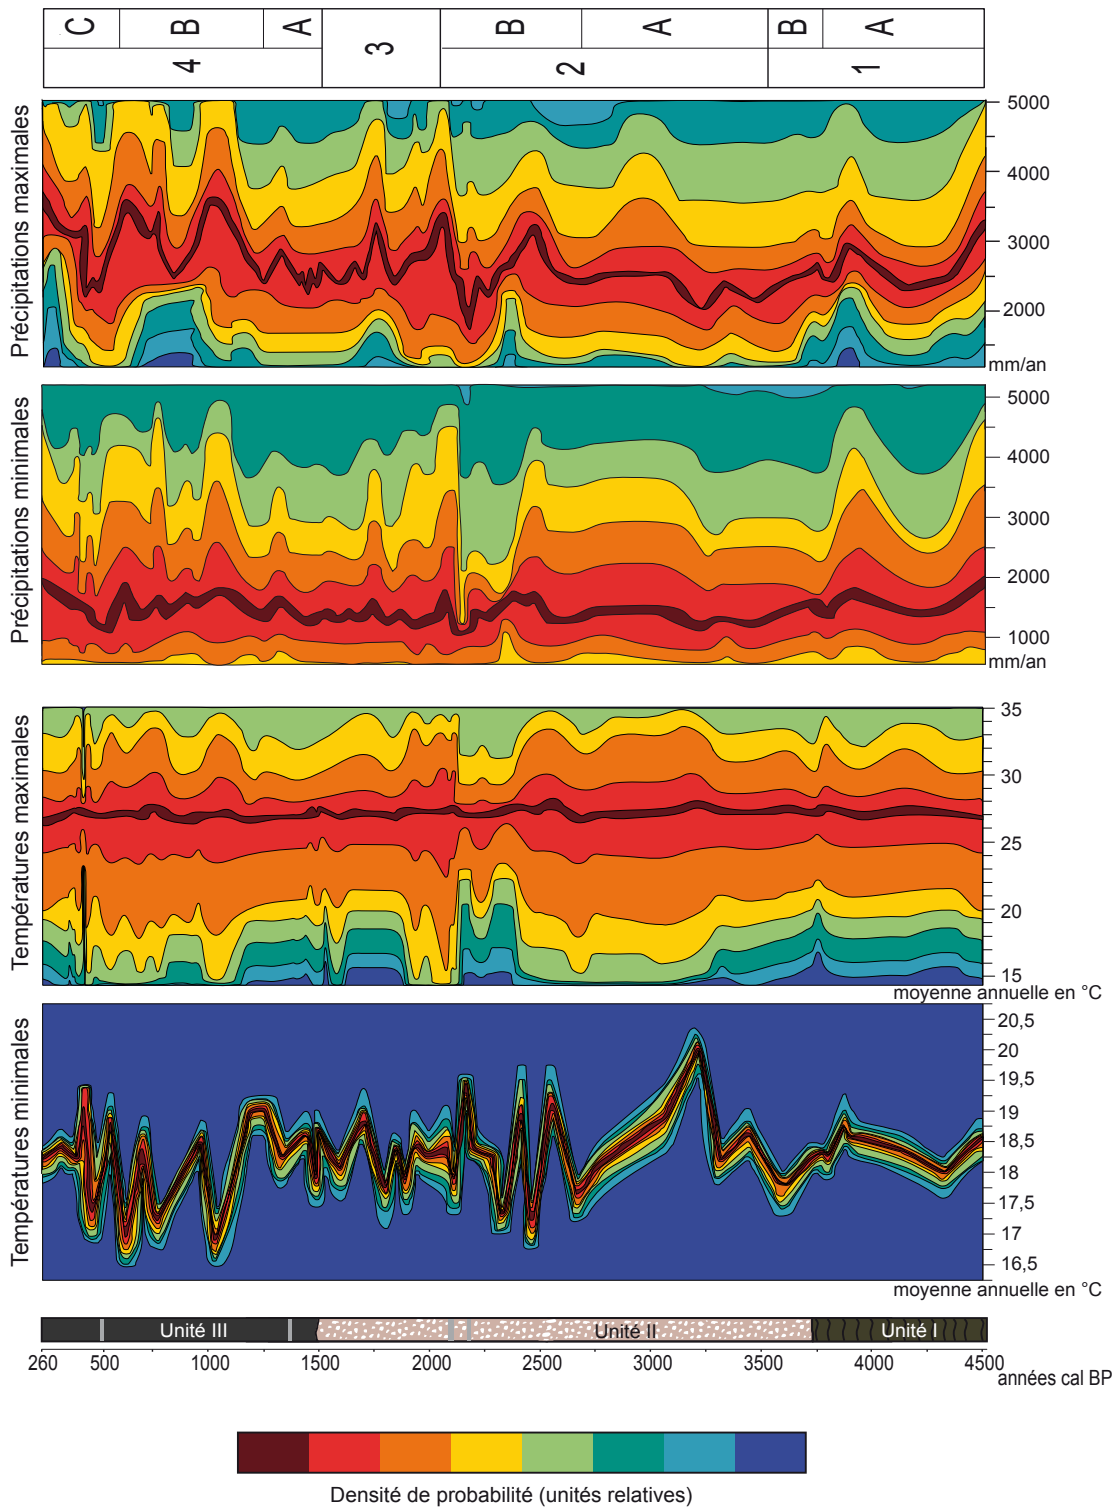 C B A B A B A
4 3 2 1
Précipitations maximales
5000
4000
3000
2000
mm/an
Précipitations minimales
5000
4000
3000
2000
1000
mm/an
Températures maximales
35
30
25
20
15
moyenne annuelle en °C
Températures minimales
20,5
20
19,5
19
18,5
18
17,5
17
16,5
moyenne annuelle en °C
Unité III Unité II Unité I
260 500 1000 1500 2000 2500 3000 3500 4000 4500
années cal BP
Densité de probabilité (unités relatives)